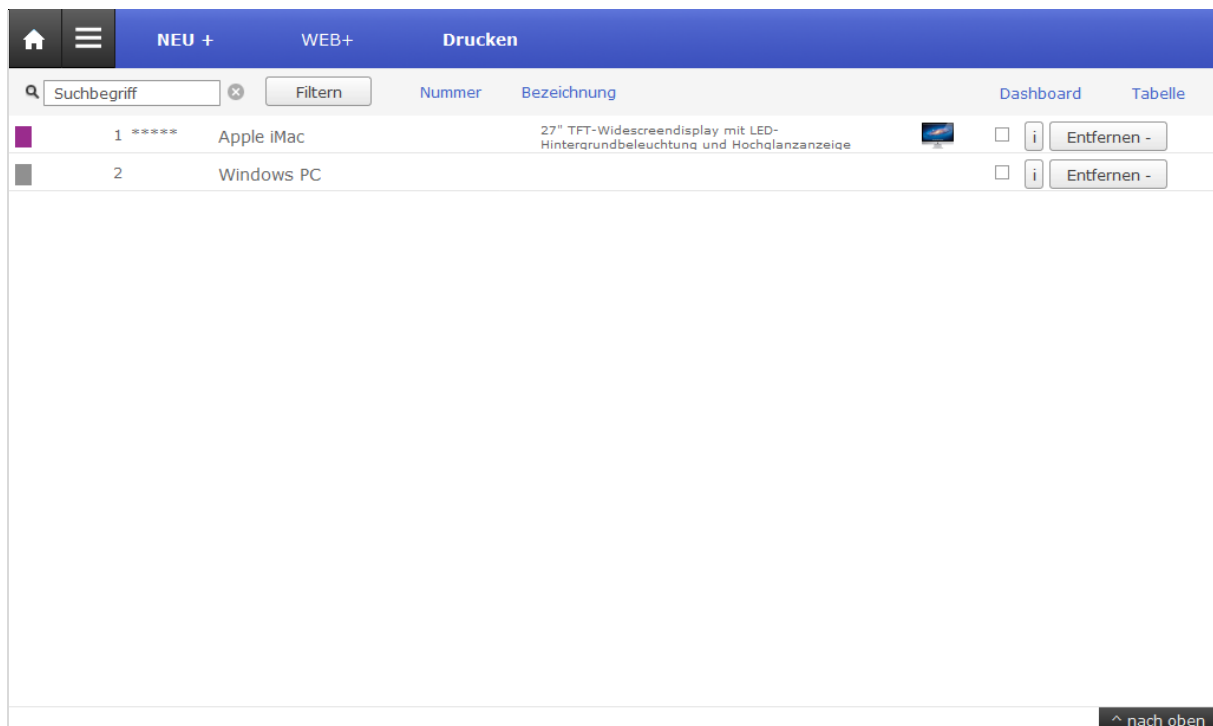 NEU + WEB+ Drucken
Suchbegriff Filtern Nummer Bezeichnung Dashboard Tabelle
1 ***** Apple iMac 27" TFT-Widescreendisplay mit LED-
Hintergrundbeleuchtung und Hochglanzanzeige i Entfernen -
2 Windows PC i Entfernen -
^ nach oben